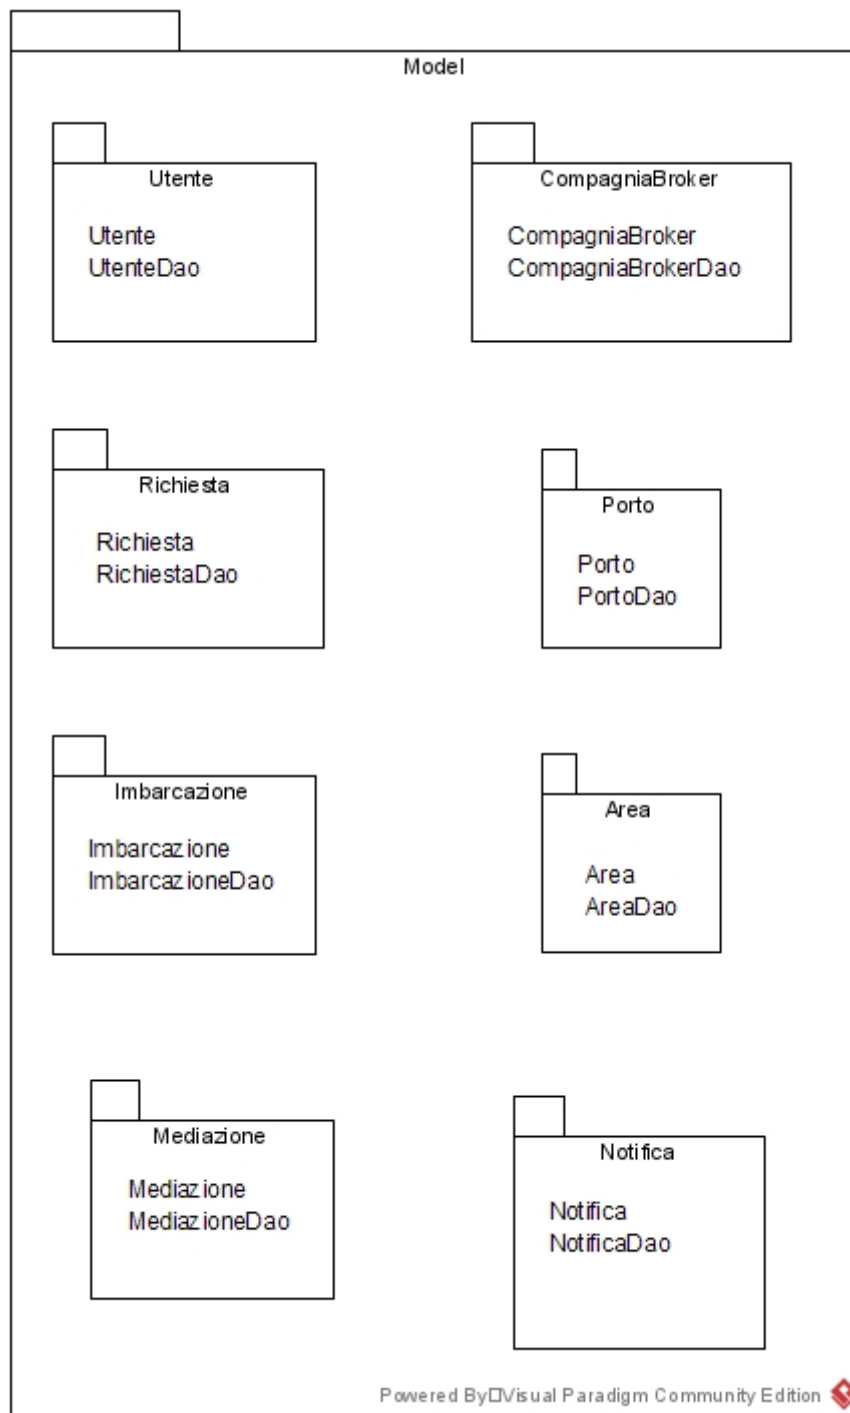 Model
Utente
Utente
UtenteDao
CompagniaBroker
CompagniaBroker
CompagniaBrokerDao
Richiesta
Richiesta
RichiestaDao
Porto
Porto
PortoDao
Imbarcazione
Imbarcazione
ImbarcazioneDao
Area
Area
AreaDao
Mediazione
Mediazione
MediazioneDao
Notifica
Notifica
NotificaDao
Powered By□Visual Paradigm Community Edition